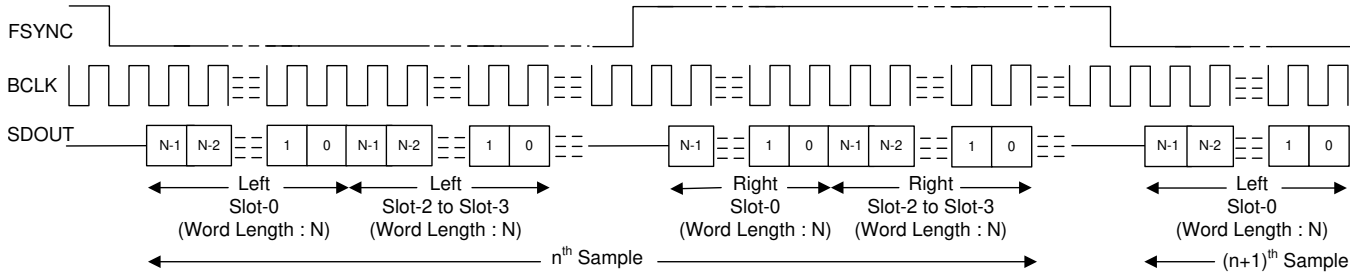 FSYNC
BCLK
SDOUT
N-1 N-2 1 0 N-1 N-2 1 0 N-1 1 0 N-1 N-2 1 0 N-1 N-2 1 0
Left Left Right Right Left
Slot-0 Slot-2 to Slot-3 Slot-0 Slot-2 to Slot-3 Slot-0
(Word Length : N) (Word Length : N) (Word Length : N) (Word Length : N) (Word Length : N)
nth Sample (n+1)th Sample